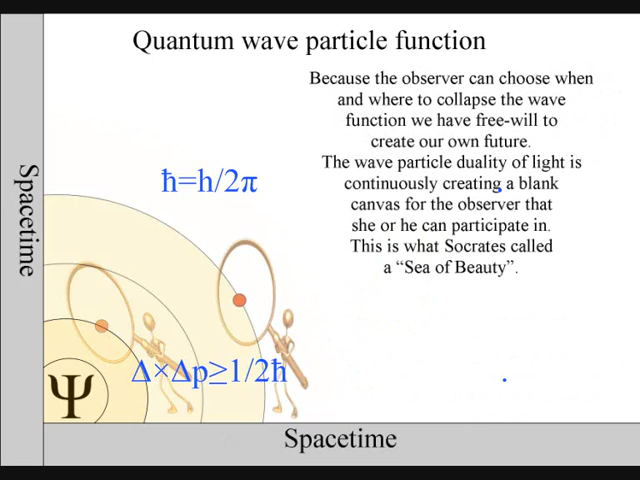 Quantum wave particle function
Because the observer can choose when
and where to collapse the wave
function we have free-will to
create our own future.
The wave particle duality of light is
continuously creating a blank
canvas for the observer that
she or he can participate in.
This is what Socrates called
a “Sea of Beauty”.
Spacetime
ħ=h/2π
Δ×Δp≥1/2ħ
Ψ
Spacetime